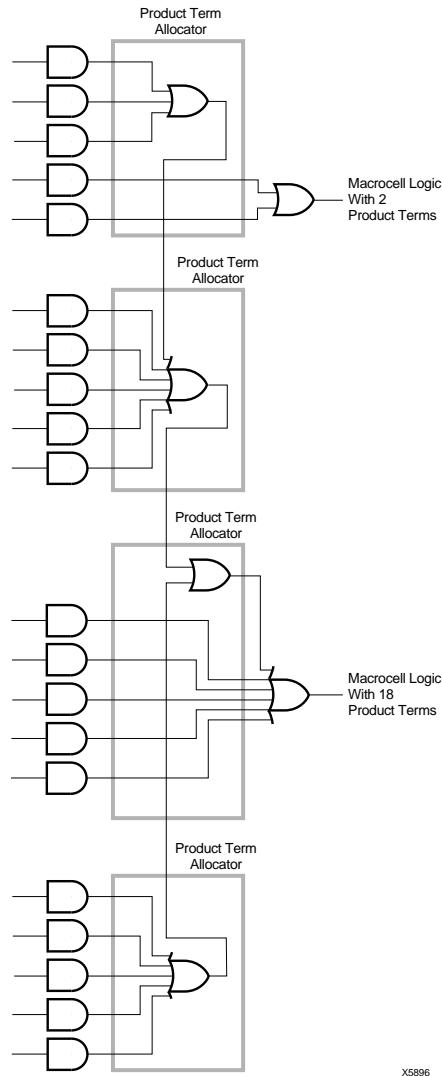 Product Term
Allocator
Macrocell Logic
With 2
Product Terms
Product Term
Allocator
Product Term
Allocator
Macrocell Logic
With 18
Product Terms
Product Term
Allocator
X5896